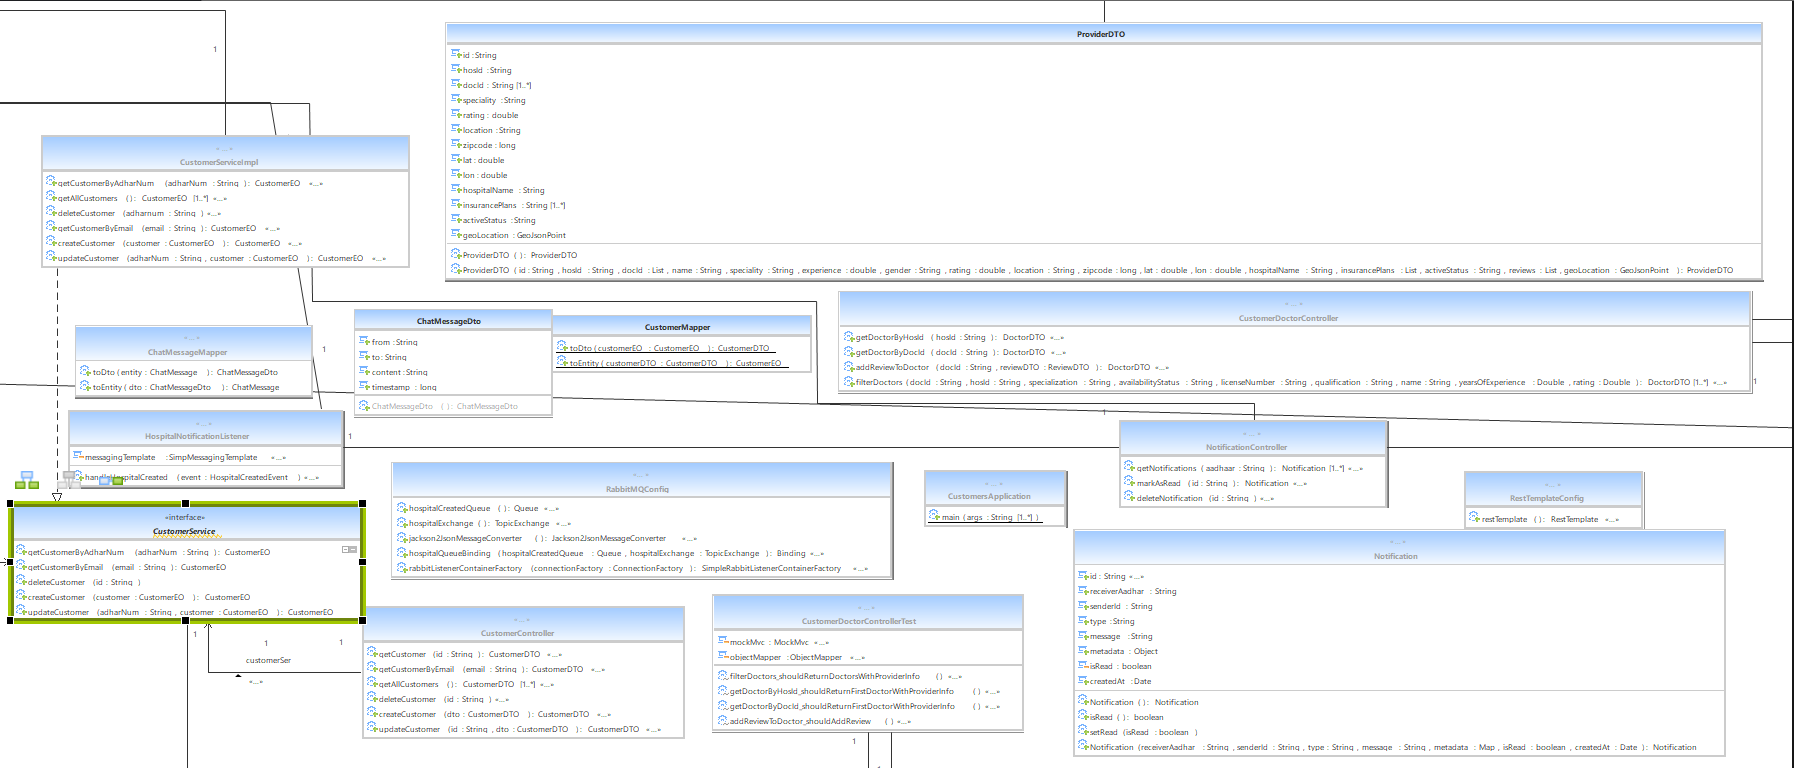 1
ProviderDTO
id : String
hosId : String
docId : String [1..*]
speciality : String
rating : double
location : String
zipcode : long
lat : double
lon : double
hospitalName : String
insurancePlans : String [1..*]
activeStatus : String
geoLocation : GeoJsonPoint
ProviderDTO ( ): ProviderDTO
ProviderDTO ( id : String , hosId : String , docId : List , name : String , speciality : String , experience : double , gender : String , rating : double , location : String , zipcode : long , lat : double , lon : double , hospitalName : String , insurancePlans : List , activeStatus : String , reviews : List , geoLocation : GeoJsonPoint ): ProviderDTO
«...»
CustomerServiceImpl
getCustomerByAdharNum (adharNum : String ): CustomerEO «...»
getAllCustomers (): CustomerEO [1..*] «...»
deleteCustomer (adharnum : String ) «...»
getCustomerByEmail (email : String ): CustomerEO «...»
createCustomer (customer : CustomerEO ): CustomerEO «...»
updateCustomer (adharNum : String , customer : CustomerEO ): CustomerEO «...»
«...»
ChatMessageMapper
toDto ( entity : ChatMessage ): ChatMessageDto
toEntity ( dto : ChatMessageDto ): ChatMessage
1
ChatMessageDto
from : String
to : String
content : String
timestamp : long
ChatMessageDto ( ): ChatMessageDto
CustomerMapper
toDto ( customerEO : CustomerEO ): CustomerDTO
toEntity ( customerDTO : CustomerDTO ): CustomerEO
«...»
CustomerDoctorController
getDoctorByHosId ( hosId : String ): DoctorDTO «...»
getDoctorByDocId ( docId : String ): DoctorDTO «...»
addReviewToDoctor (docId : String , reviewDTO : ReviewDTO ): DoctorDTO «...»
filterDoctors (docId : String , hosId : String , specialization : String , availabilityStatus : String , licenseNumber : String , qualification : String , name : String , yearsOfExperience : Double , rating : Double ): DoctorDTO [1..*] «...»
1
1
«...»
HospitalNotificationListener
messagingTemplate : SimpMessagingTemplate «...»
(event : HospitalCreatedEvent ) «...»
1
«...»
NotificationController
getNotifications ( aadhaar : String ): Notification [1..*] «...»
markAsRead ( id : String ): Notification «...»
deleteNotification (id : String ) «...»
«...»
RabbitMQConfig
hospitalCreatedQueue (): Queue «...»
hospitalExchange (): TopicExchange «...»
jackson2JsonMessageConverter (): Jackson2JsonMessageConverter «...»
hospitalQueueBinding (hospitalCreatedQueue : Queue , hospitalExchange : TopicExchange ): Binding «...»
rabbitListenerContainerFactory (connectionFactory : ConnectionFactory ): SimpleRabbitListenerContainerFactory «...»
«...»
CustomersApplication
main (args : String [1..*] )
«...»
RestTemplateConfig
restTemplate (): RestTemplate «...»
«interface»
CustomerService
getCustomerByAdharNum (adharNum : String ): CustomerEO
getCustomerByEmail (email : String ): CustomerEO
deleteCustomer (id : String )
createCustomer (customer : CustomerEO ): CustomerEO
updateCustomer (adharNum : String , customer : CustomerEO ): CustomerEO
1
1
1
customerSer
«...»
«...»
CustomerController
getCustomer (id : String ): CustomerDTO «...»
getCustomerByEmail (email : String ): CustomerDTO «...»
getAllCustomers (): CustomerDTO [1..*] «...»
deleteCustomer (id : String ) «...»
createCustomer (dto : CustomerDTO ): CustomerDTO «...»
updateCustomer (id : String , dto : CustomerDTO ): CustomerDTO «...»
«...»
CustomerDoctorControllerTest
mockMvc : MockMvc «...»
objectMapper : ObjectMapper «...»
filterDoctors_shouldReturnDoctorsWithProviderInfo () «...»
getDoctorByHosId_shouldReturnFirstDoctorWithProviderInfo () «...»
getDoctorByDocId_shouldReturnFirstDoctorWithProviderInfo () «...»
addReviewToDoctor_shouldAddReview () «...»
1
«...»
Notification
id : String «...»
receiverAadhar : String
senderId : String
type : String
message : String
metadata : Object
isRead : boolean
createdAt : Date
Notification (): Notification
isRead ( ): boolean
setRead (isRead : boolean )
Notification (receiverAadhar : String , senderId : String , type : String , message : String , metadata : Map , isRead : boolean , createdAt : Date ): Notification